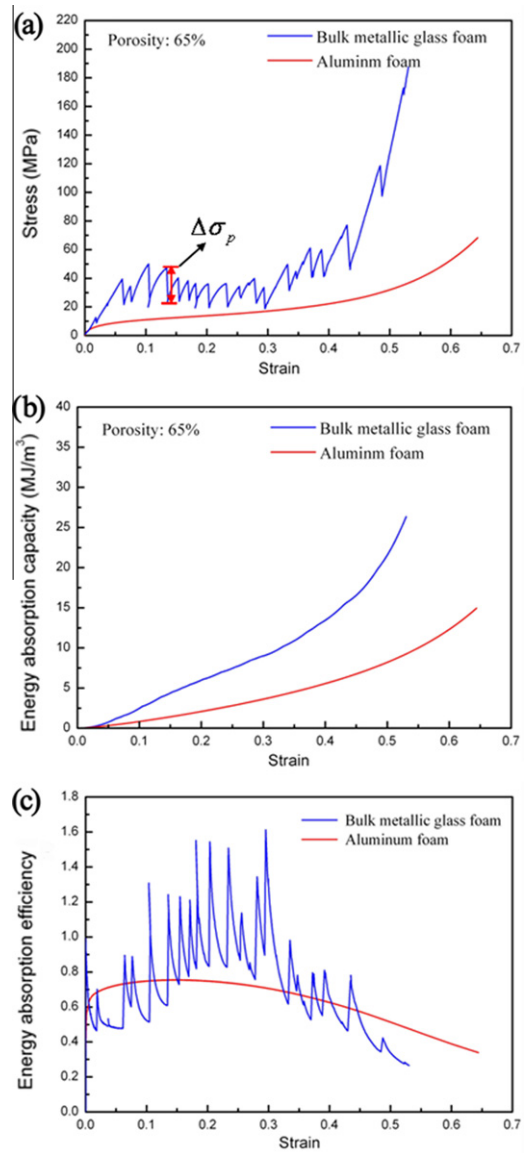 (a)
Porosity: 65%
Bulk metallic glass foam
Aluminm foam
Δσp
220
200
180
160
140
120
100
80
60
40
20
0
Stress (MPa)
0.0 0.1 0.2 0.3 0.4 0.5 0.6 0.7
Strain
(b)
Porosity: 65%
Bulk metallic glass foam
Aluminm foam
40
35
30
25
20
15
10
5
0
Energy absorption capacity (MJ/m³)
0.0 0.1 0.2 0.3 0.4 0.5 0.6 0.7
Strain
(c)
Bulk metallic glass foam
Aluminum foam
1.8
1.6
1.4
1.2
1.0
0.8
0.6
0.4
0.2
0.0
Energy absorption efficiency
0.0 0.1 0.2 0.3 0.4 0.5 0.6 0.7
Strain